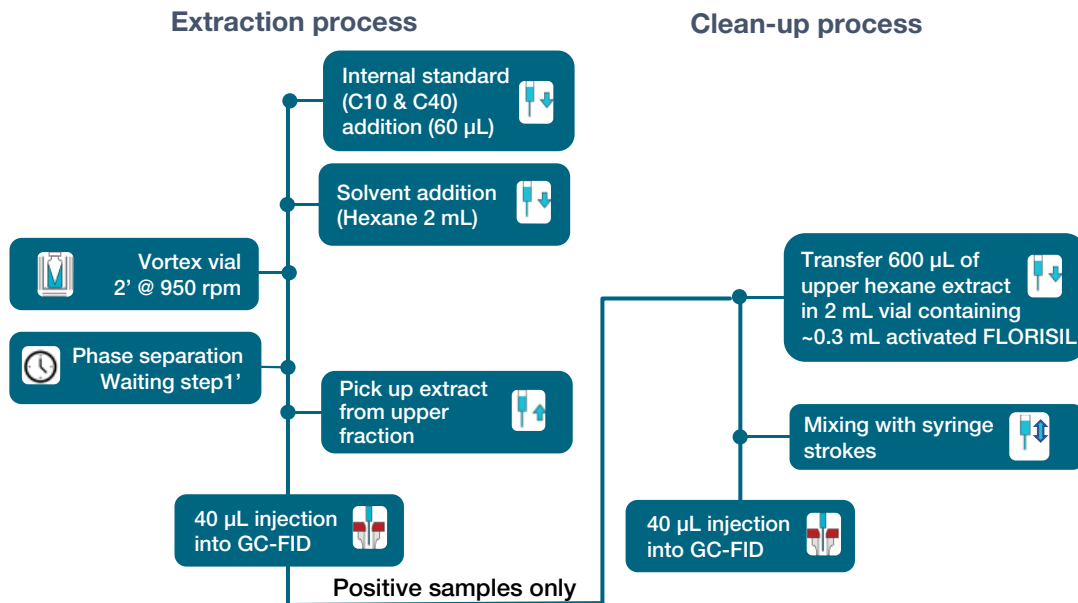 Extraction process
Internal standard
(C10 & C40)
addition (60 µL)
Solvent addition
(Hexane 2 mL)
Vortex vial
2' @ 950 rpm
Phase separation
Waiting step1’
Pick up extract
from upper
fraction
40 µL injection
into GC-FID
Positive samples only
Clean-up process
Transfer 600 µL of
upper hexane extract
in 2 mL vial containing
~0.3 mL activated FLORISIL
Mixing with syringe
strokes
40 µL injection
into GC-FID